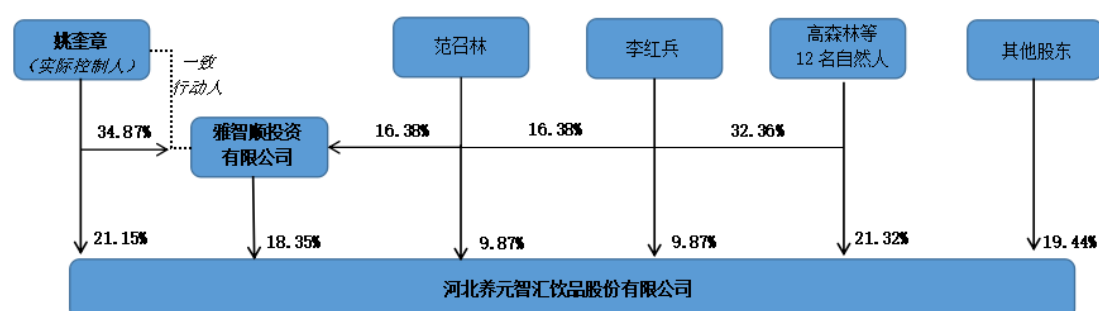 姚奎章
（实际控制人）
一致
行动人
范召林
李红兵
高森林等
12 名自然人
其他股东
34.87%
雅智顺投资
有限公司
16.38%
16.38%
32.36%
21.15%
18.35%
9.87%
9.87%
21.32%
19.44%
河北养元智汇饮品股份有限公司